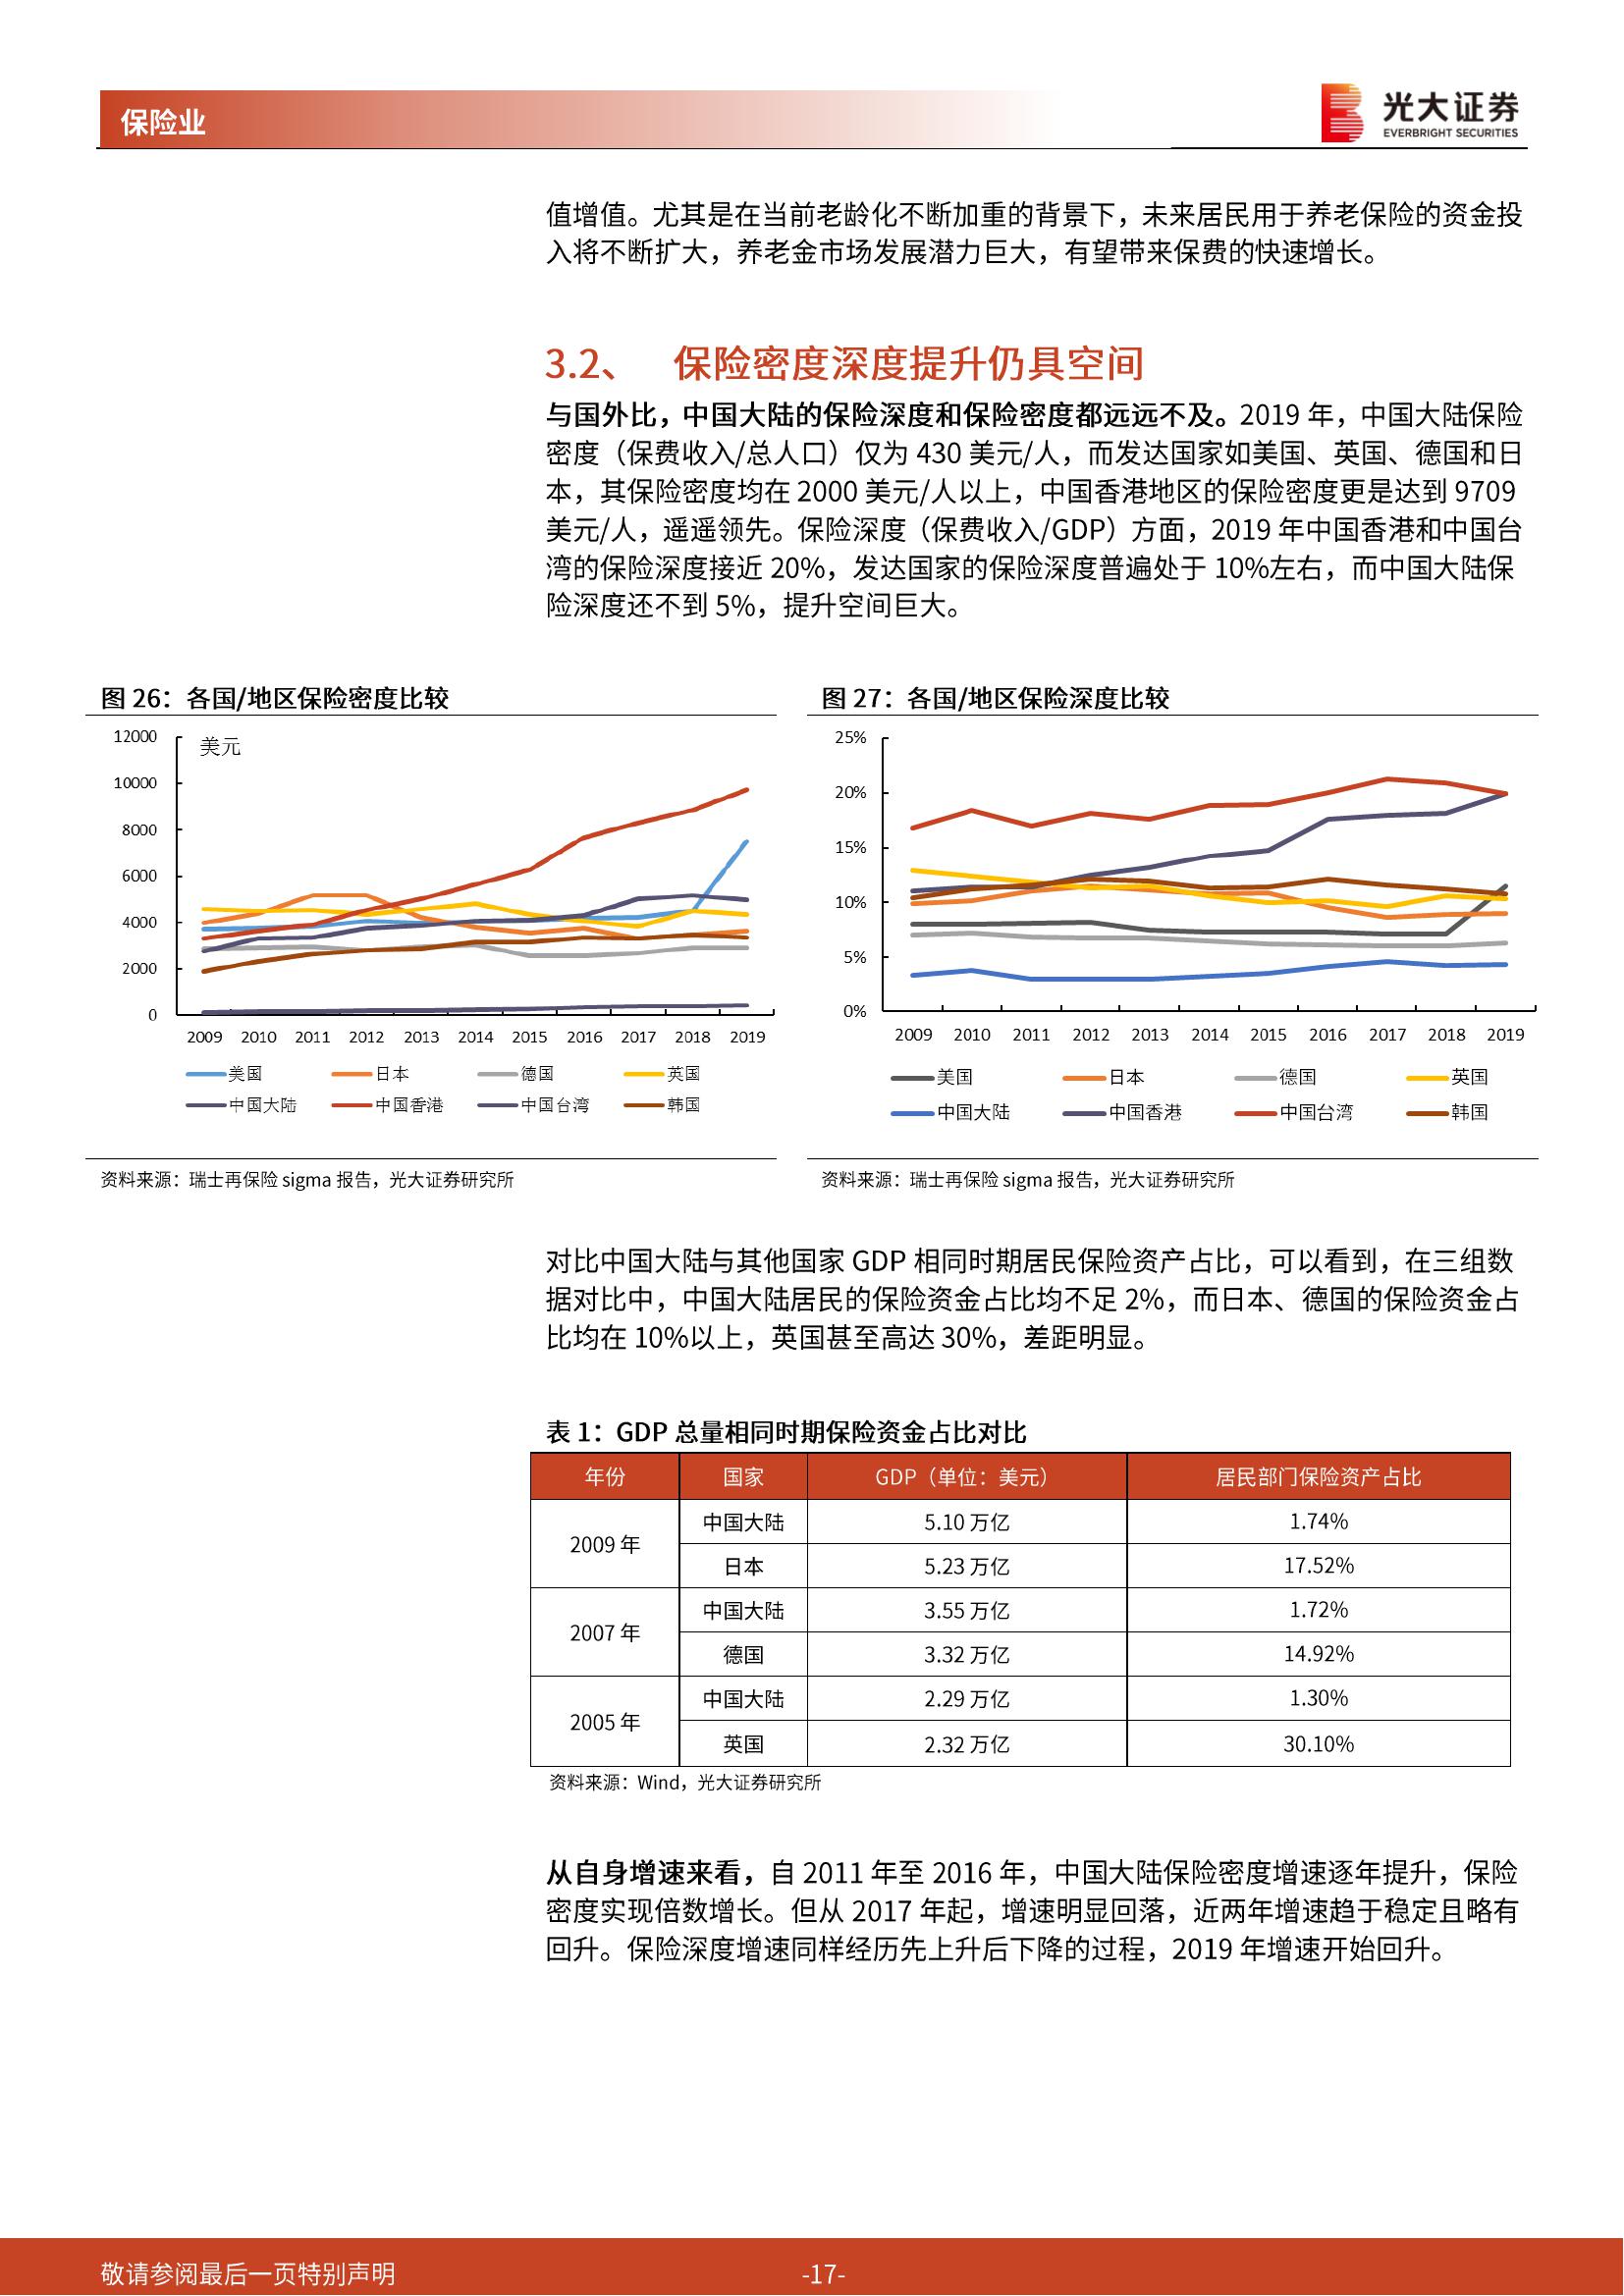 保险业
光大证券
EVERBRIGHT SECURITIES
值增值。尤其是在当前老龄化不断加重的背景下，未来居民用于养老保险的资金投
入将不断扩大，养老金市场发展潜力巨大，有望带来保费的快速增长。
3.2、 保险密度深度提升仍具空间
与国外比，中国大陆的保险深度和保险密度都远远不及。2019 年，中国大陆保险
密度（保费收入/总人口）仅为 430 美元/人，而发达国家如美国、英国、德国和日
本，其保险密度均在 2000 美元/人以上，中国香港地区的保险密度更是达到 9709
美元/人，遥遥领先。保险深度（保费收入/GDP）方面，2019 年中国香港和中国台
湾的保险深度接近 20%，发达国家的保险深度普遍处于 10%左右，而中国大陆保
险深度还不到 5%，提升空间巨大。
图 26：各国/地区保险密度比较
12000
美元
10000
8000
6000
4000
2000
0
2009 2010 2011 2012 2013 2014 2015 2016 2017 2018 2019
美国 日本 德国 英国
中国大陆 中国香港 中国台湾 韩国
资料来源：瑞士再保险 sigma 报告，光大证券研究所
图 27：各国/地区保险深度比较
25%
20%
15%
10%
5%
0%
2009 2010 2011 2012 2013 2014 2015 2016 2017 2018 2019
美国 日本 德国 英国
中国大陆 中国香港 中国台湾 韩国
资料来源：瑞士再保险 sigma 报告，光大证券研究所
对比中国大陆与其他国家 GDP 相同时期居民保险资产占比，可以看到，在三组数
据对比中，中国大陆居民的保险资金占比均不足 2%，而日本、德国的保险资金占
比均在 10%以上，英国甚至高达 30%，差距明显。
表 1：GDP 总量相同时期保险资金占比对比
年份 国家 GDP（单位：美元） 居民部门保险资产占比
2009 年 中国大陆 5.10 万亿 1.74%
日本 5.23 万亿 17.52%
2007 年 中国大陆 3.55 万亿 1.72%
德国 3.32 万亿 14.92%
2005 年 中国大陆 2.29 万亿 1.30%
英国 2.32 万亿 30.10%
资料来源：Wind，光大证券研究所
从自身增速来看，自 2011 年至 2016 年，中国大陆保险密度增速逐年提升，保险
密度实现倍数增长。但从 2017 年起，增速明显回落，近两年增速趋于稳定且略有
回升。保险深度增速同样经历先上升后下降的过程，2019 年增速开始回升。
敬请参阅最后一页特别声明
-17-